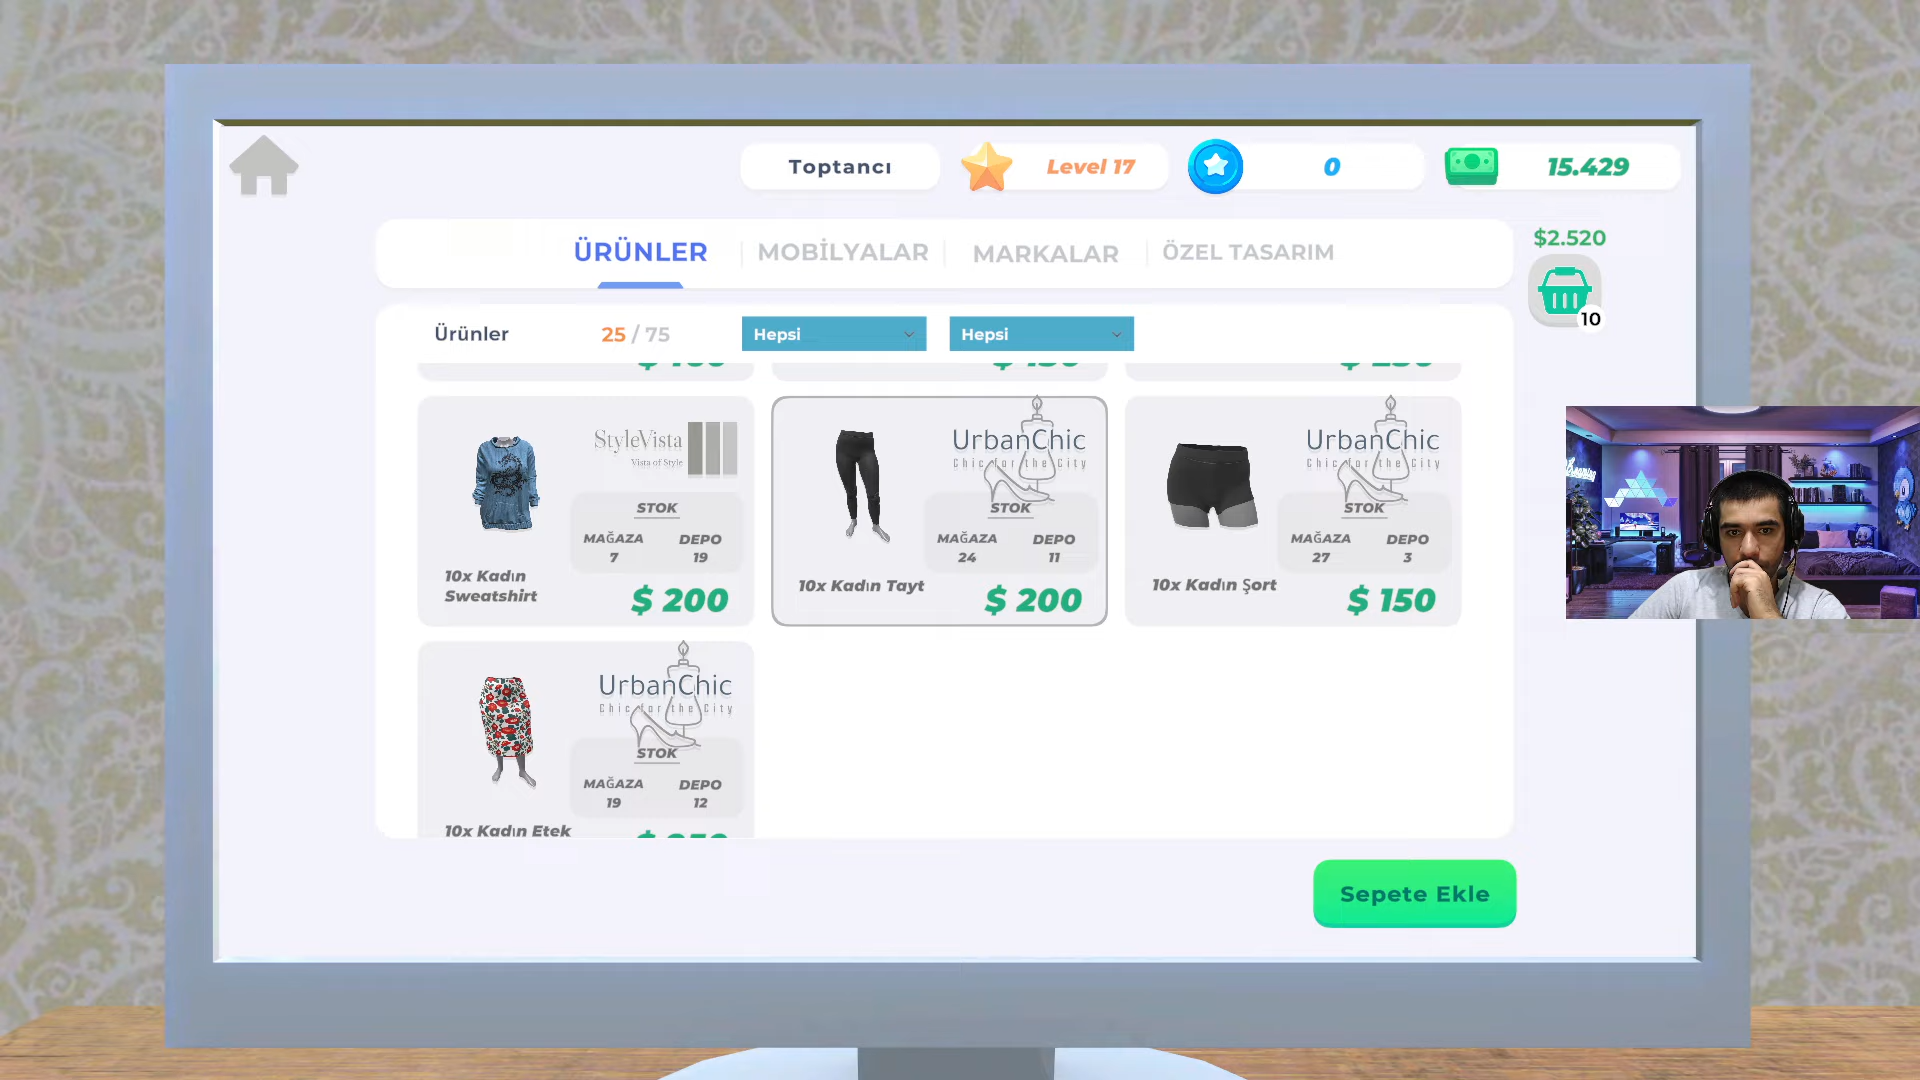 Toptancı
Level 17
0
15.429
ÜRÜNLER
MOBİLYALAR
MARKALAR
ÖZEL TASARIM
$2.520
10
Ürünler
25 / 75
Hepsi
Hepsi
StyleVista
Vista of Style
STOK
MAĞAZA
DEPO
7
19
10x Kadın
Sweatshirt
$ 200
UrbanChic
Chic for the City
STOK
MAĞAZA
DEPO
24
11
10x Kadın Tayt
$ 200
UrbanChic
Chic for the City
STOK
MAĞAZA
DEPO
27
3
10x Kadın Şort
$ 150
UrbanChic
Chic for the City
STOK
MAĞAZA
DEPO
19
12
10x Kadın Etek
Sepete Ekle